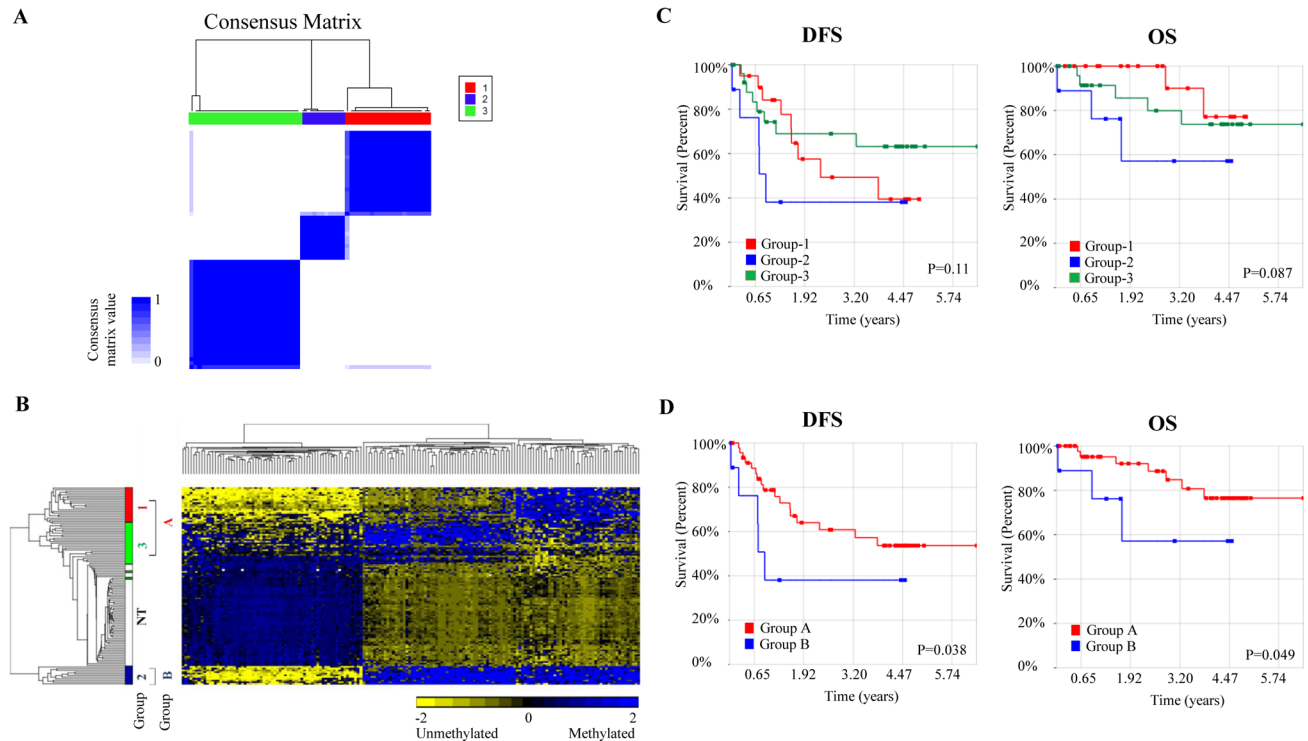 A
Consensus Matrix
1
2
3
Consensus
matrix value
1
0
B
1
3
NT
2
A
B
Group
Group
-2
0
2
Unmethylated
Methylated
C
DFS
Survival (Percent)
100%
80%
60%
40%
20%
0%
Group-1
Group-2
Group-3
P=0.11
0.65 1.92 3.20 4.47 5.74
Time (years)
OS
Survival (Percent)
100%
80%
60%
40%
20%
0%
Group-1
Group-2
Group-3
P=0.087
0.65 1.92 3.20 4.47 5.74
Time (years)
D
DFS
Survival (Percent)
100%
80%
60%
40%
20%
0%
Group A
Group B
P=0.038
0.65 1.92 3.20 4.47 5.74
Time (years)
OS
Survival (Percent)
100%
80%
60%
40%
20%
0%
Group A
Group B
P=0.049
0.65 1.92 3.20 4.47 5.74
Time (years)